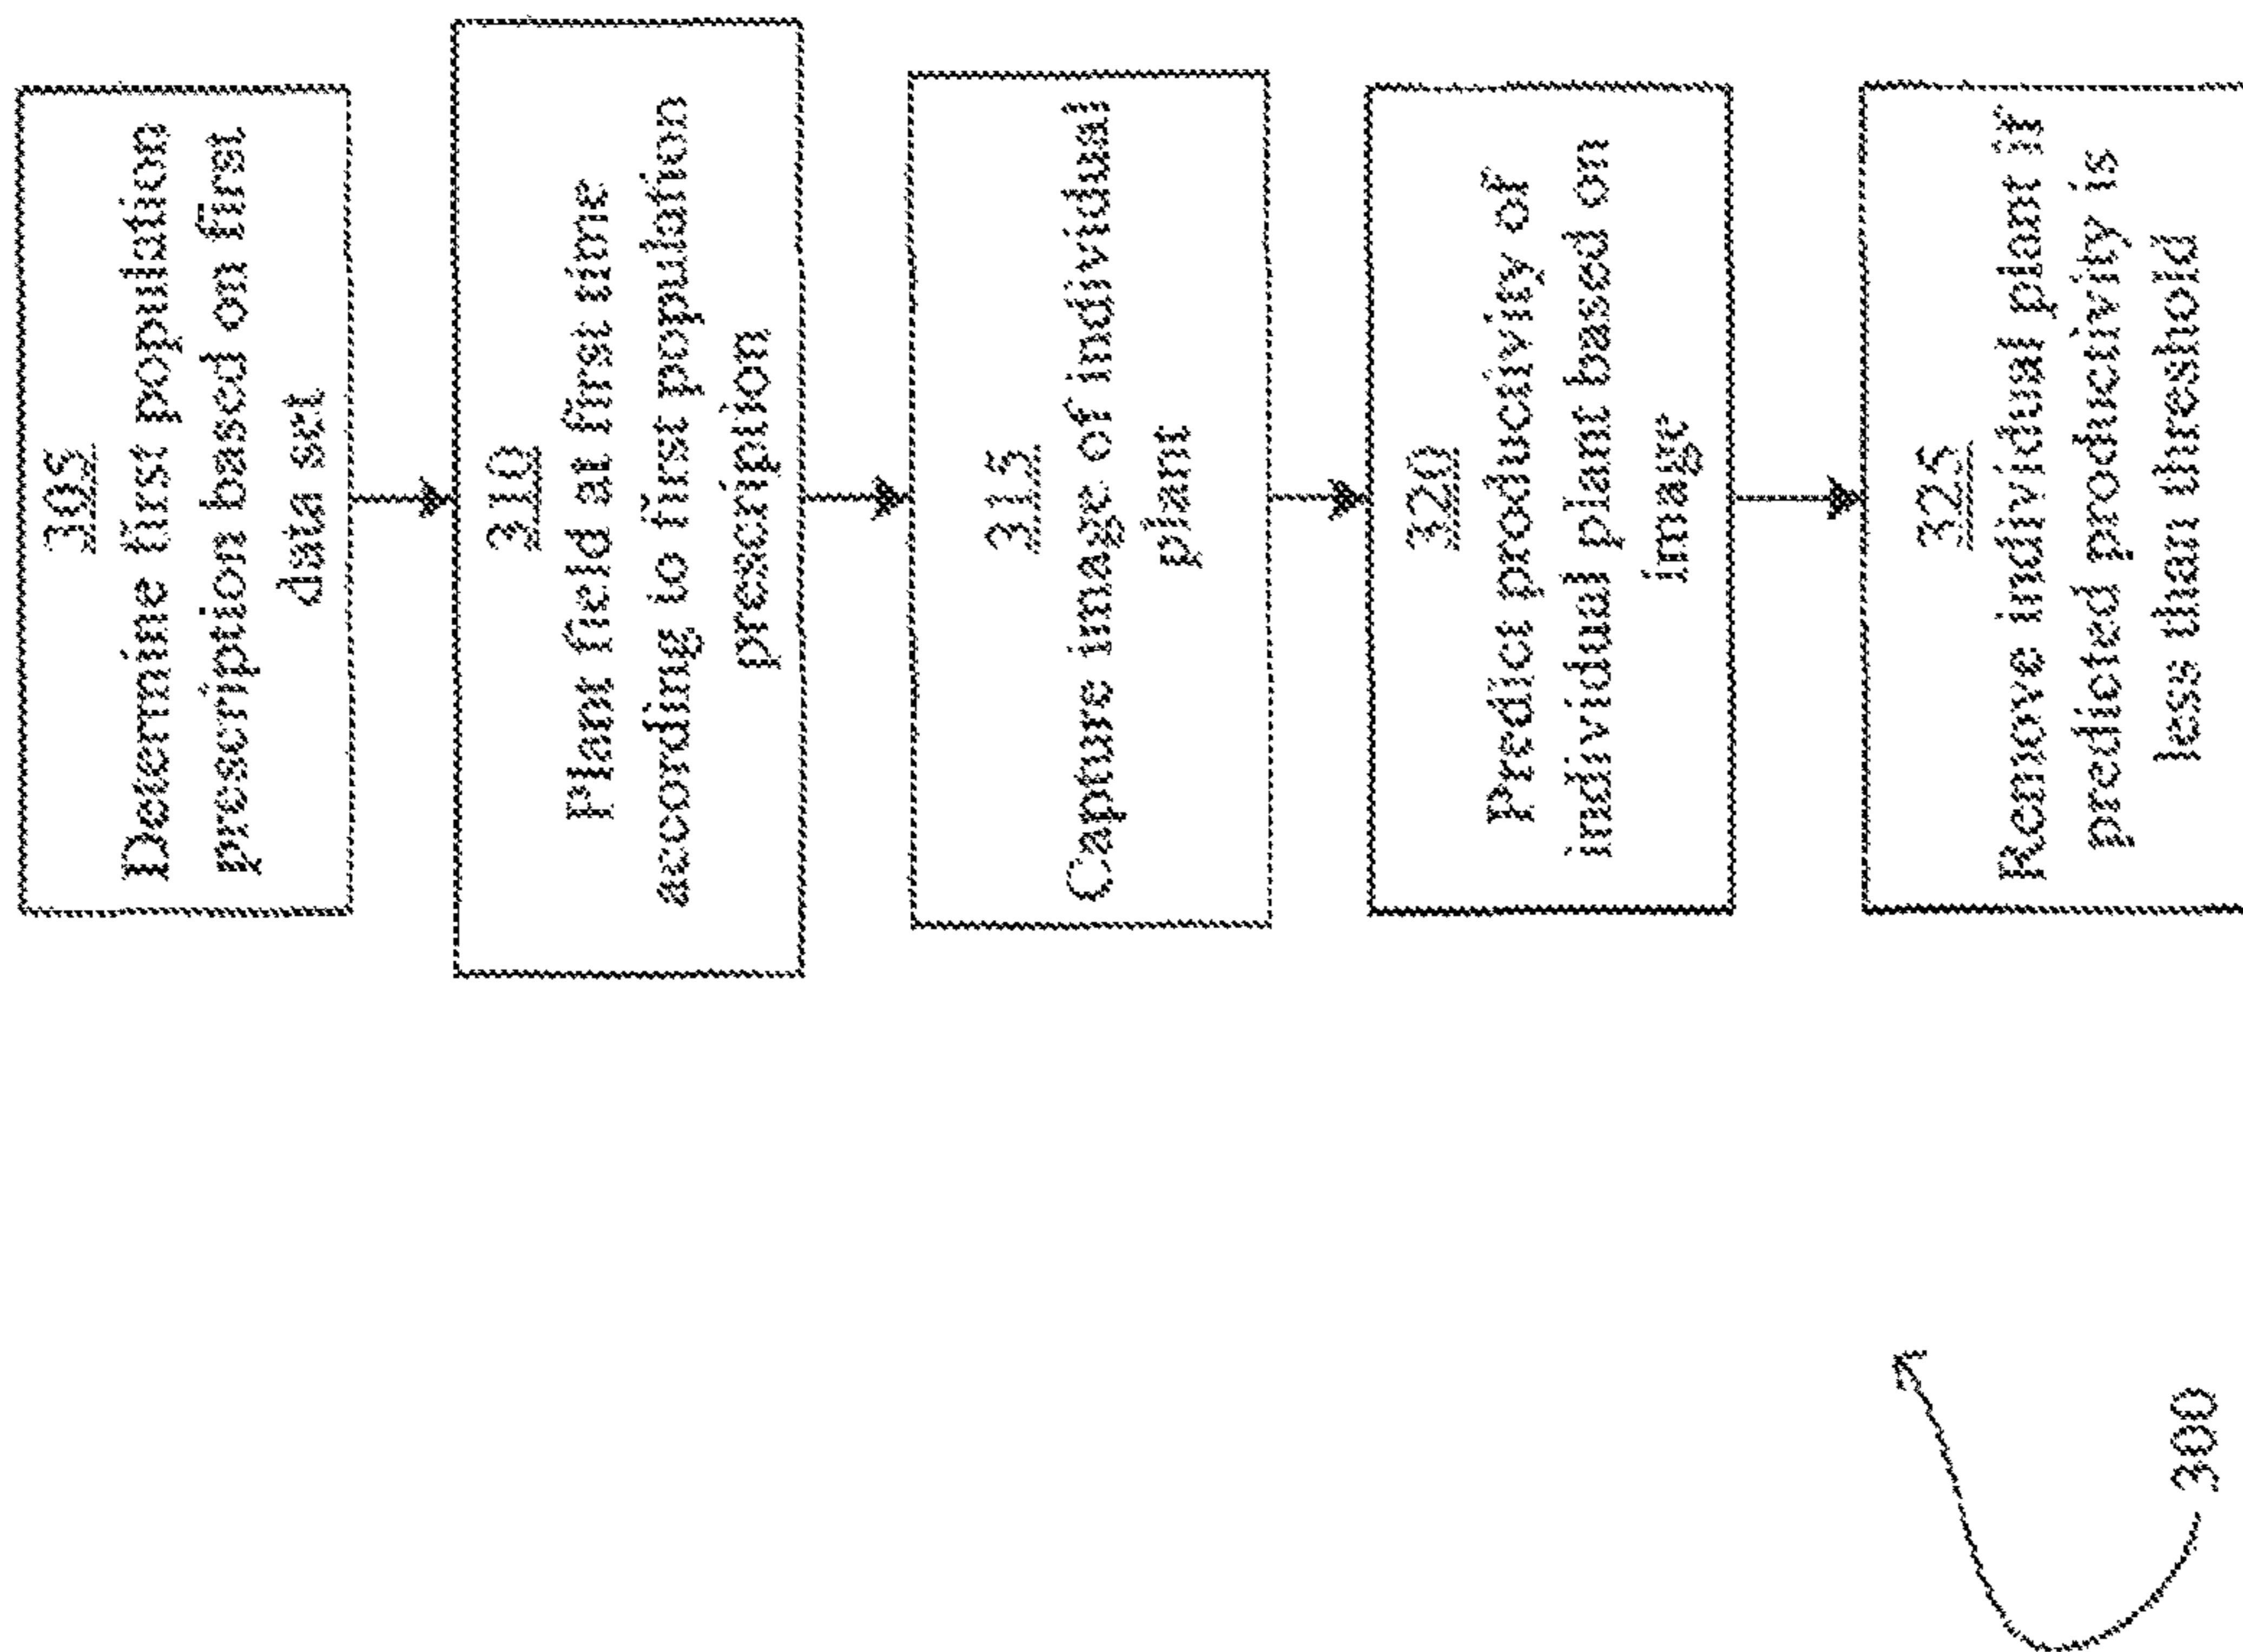 305
Determine first population
prescription based on first
data set
310
Plant field at first time
according to first population
prescription
315
Capture image of individual
plant
320
Predict productivity of
individual plant based on
image
325
Remove individual plant if
predicted productivity is
less than threshold
300